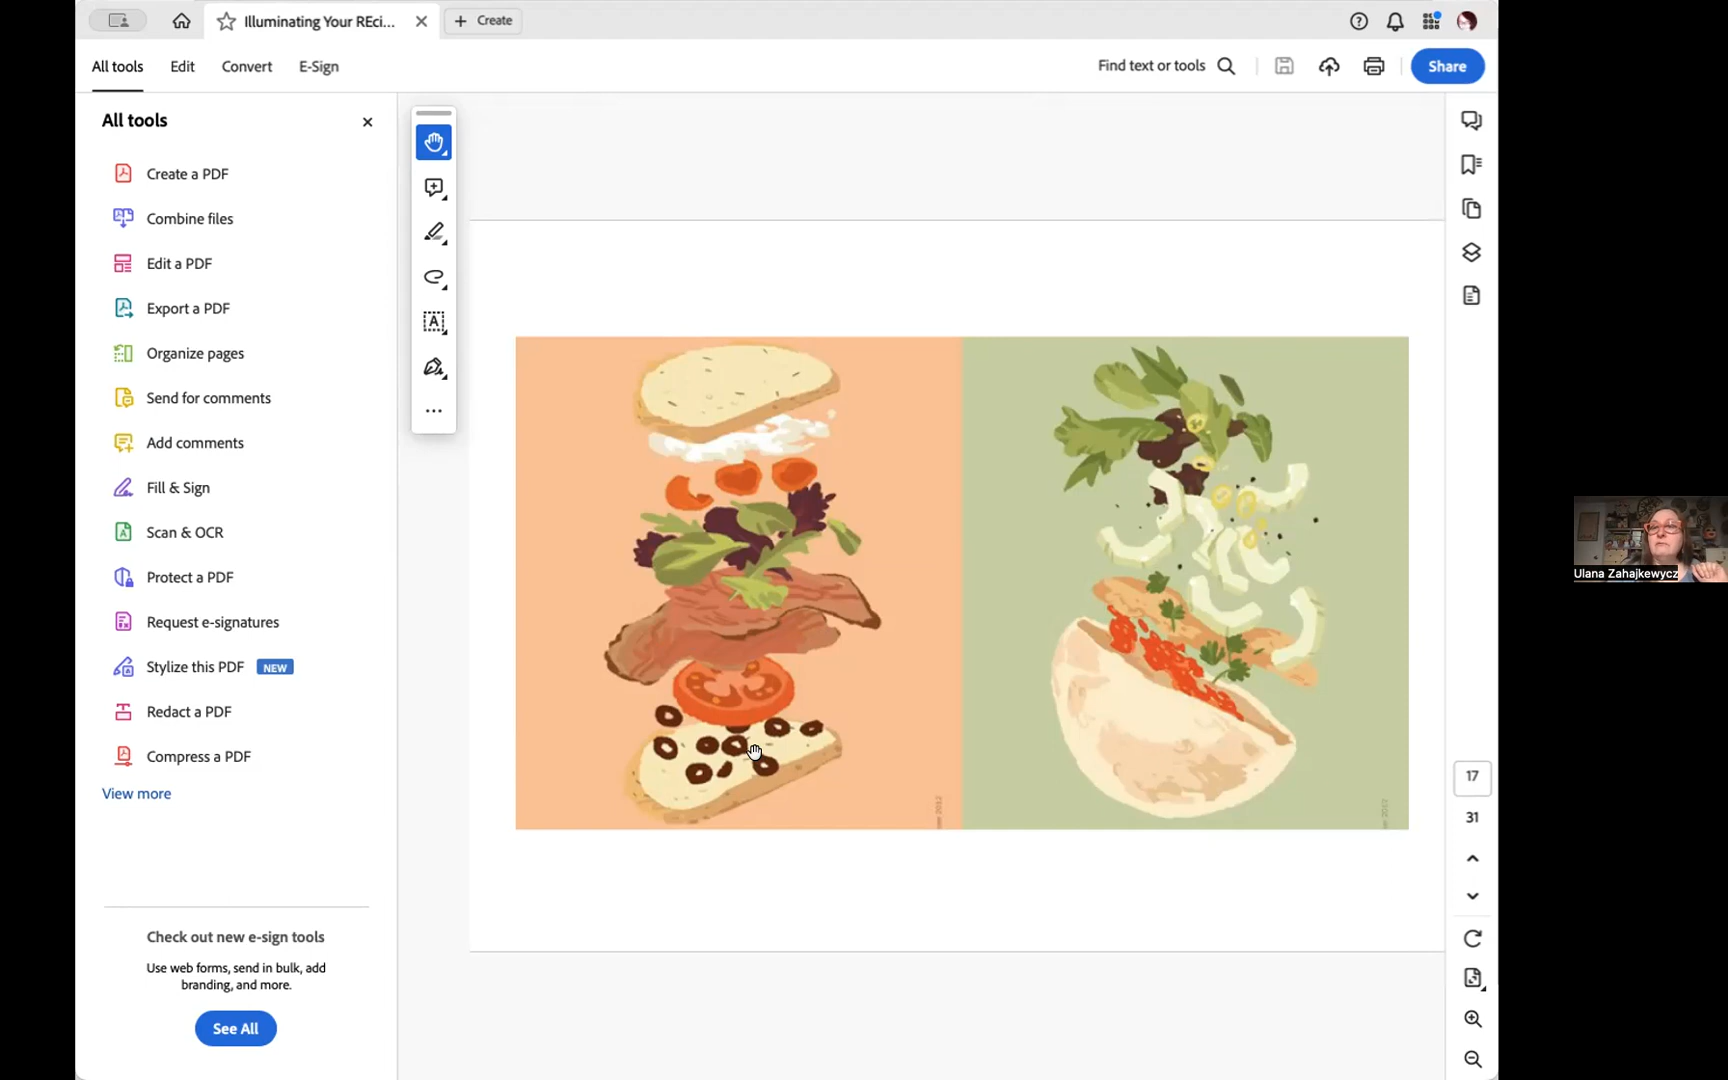 Illuminating Your REci...
Create
All tools
Edit
Convert
E-Sign
Find text or tools
Share
All tools
Create a PDF
Combine files
Edit a PDF
Export a PDF
Organize pages
Send for comments
Add comments
Fill & Sign
Scan & OCR
Protect a PDF
Request e-signatures
Stylize this PDF NEW
Redact a PDF
Compress a PDF
View more
Check out new e-sign tools
Use web forms, send in bulk, add
branding, and more.
See All
2012
2012
17
31
Ulana Zahajkewycz